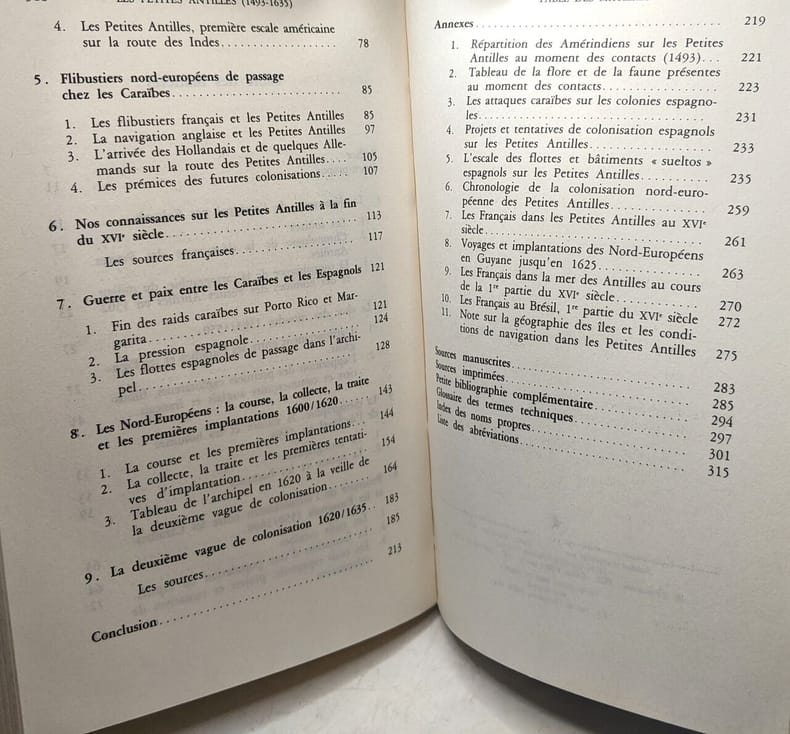 LES PETITES ANTILLES (1493-1635)
4. Les Petites Antilles, première escale américaine
sur la route des Indes.................. 78
5. Flibustiers nord-européens de passage
chez les Caraïbes........................ 85
1. Les flibustiers français et les Petites Antilles 85
2. La navigation anglaise et les Petites Antilles 97
3. L'arrivée des Hollandais et de quelques Alle-
mands sur la route des Petites Antilles.... 105
4. Les prémices des futures colonisations...... 107
6. Nos connaissances sur les Petites Antilles à la fin
du XVIe siècle........................... 113
Les sources françaises.................. 117
7. Guerre et paix entre les Caraïbes et les Espagnols 121
1. Fin des raids caraïbes sur Porto Rico et Mar-
garita................................ 121
2. La pression espagnole.................. 124
3. Les flottes espagnoles de passage dans l'archi-
pel................................... 128
8. Les Nord-Européens : la course, la collecte, la traite
et les premières implantations 1600/1620...... 143
1. La course et les premières implantations... 144
2. La collecte, la traite et les premières tentati-
ves d'implantation.................... 154
3. Tableau de l'archipel en 1620 à la veille de
la deuxième vague de colonisation........ 164
9. La deuxième vague de colonisation 1620/1635.. 183
Les sources............................. 185
Conclusion................................ 213
Annexes.................................. 219
1. Répartition des Amérindiens sur les Petites
Antilles au moment des contacts (1493)... 221
2. Tableau de la flore et de la faune présentes
au moment des contacts................. 223
3. Les attaques caraïbes sur les colonies espagno-
les.................................... 231
4. Projets et tentatives de colonisation espagnols
sur les Petites Antilles.................. 233
5. L'escale des flottes et bâtiments « sueltos »
espagnols sur les Petites Antilles.......... 235
6. Chronologie de la colonisation nord-euro-
péenne des Petites Antilles.............. 259
7. Les Français dans les Petites Antilles au XVIe
siècle.................................. 261
8. Voyages et implantations des Nord-Européens
en Guyane jusqu'en 1625................ 263
9. Les Français dans la mer des Antilles au cours
de la 1re partie du XVIe siècle............ 270
10. Les Français au Brésil, 1re partie du XVIe siècle 272
11. Note sur la géographie des îles et les condi-
tions de navigation dans les Petites Antilles 275
Sources manuscrites........................ 283
Sources imprimées......................... 285
Petite bibliographie complémentaire............ 294
Glossaire des termes techniques................ 297
Index des noms propres..................... 301
Liste des abréviations....................... 315